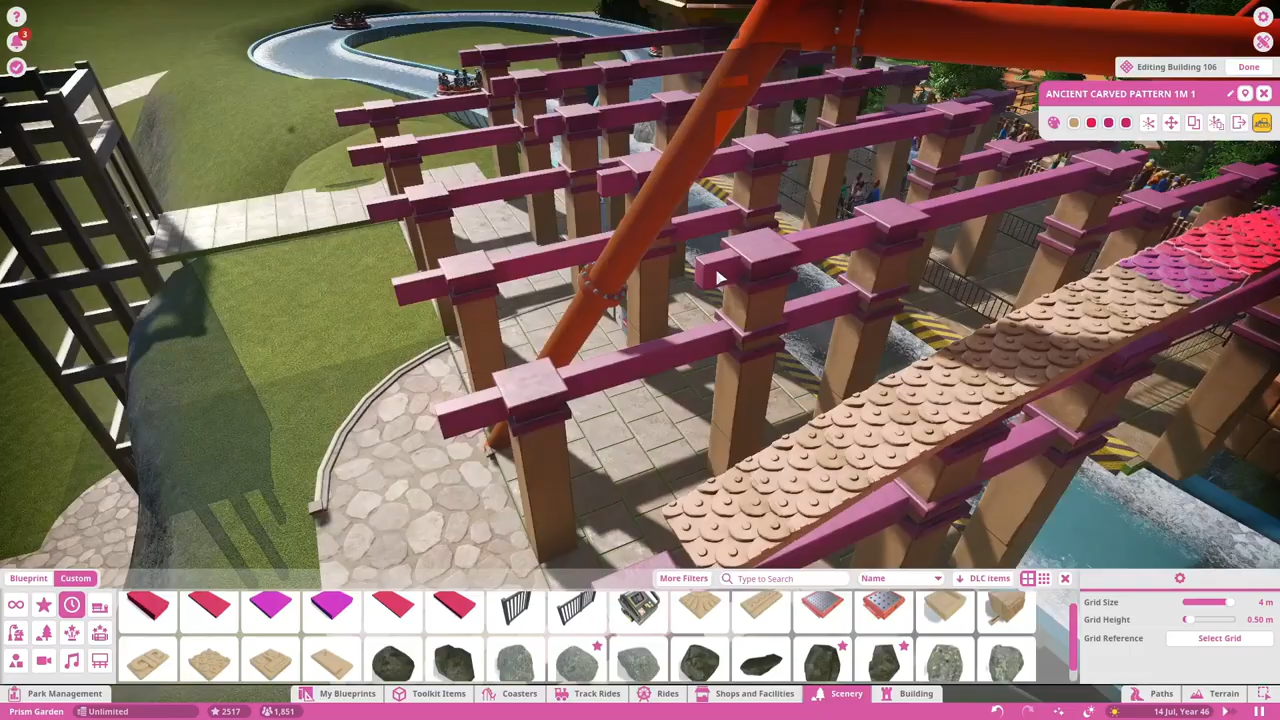 ?
3
Editing Building 106
Done
ANCIENT CARVED PATTERN 1M 1
Blueprint
Custom
More Filters
Type to Search
Name
DLC items
Grid Size
4 m
Grid Height
0.50 m
Grid Reference
Select Grid
Park Management
My Blueprints
Toolkit Items
Coasters
Track Rides
Rides
Shops and Facilities
Scenery
Building
Paths
Terrain
Prism Garden
Unlimited
2517
1,851
14 Jul, Year 46